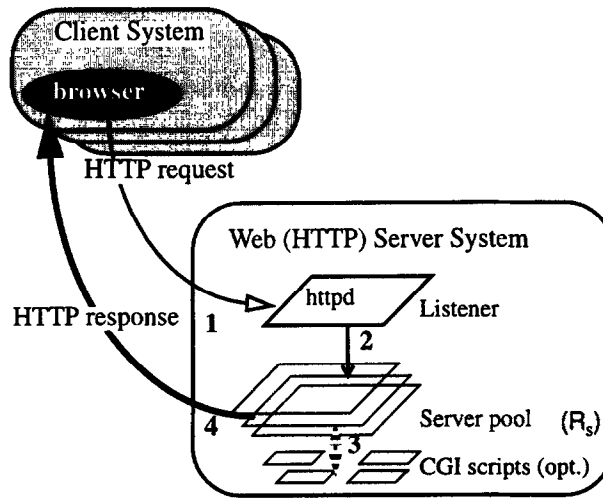 Client System
browser
HTTP request
Web (HTTP) Server System
httpd
Listener
HTTP response
1
2
4
Server pool (Rs)
3
CGI scripts (opt.)